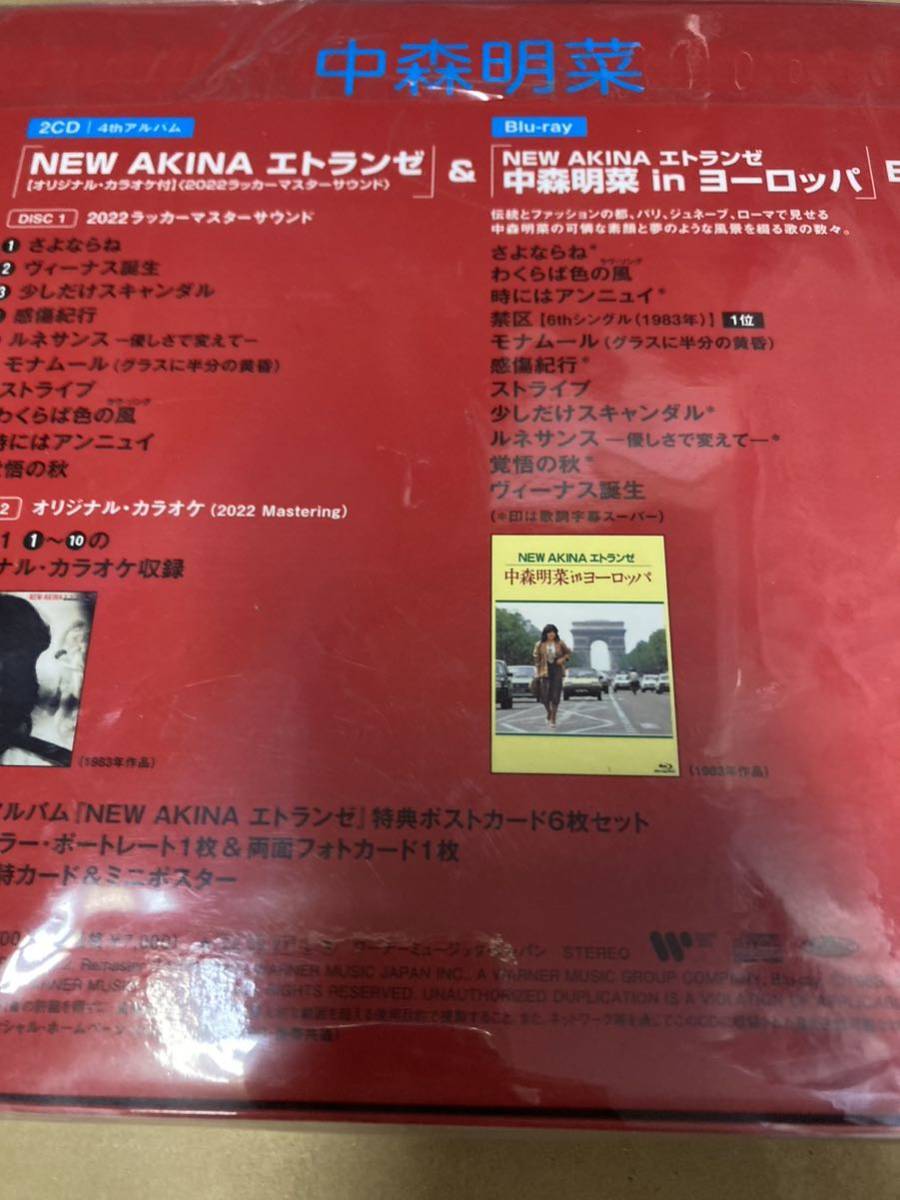 中森明菜
2CD | 4thアルバム
NEW AKINA エトランゼ
【オリジナル・カラオケ付】〈2022ラッカーマスターサウンド〉
&
DISC 1 2022ラッカーマスターサウンド
1 さよならね
2 ヴィーナス誕生
3 少しだけスキャンダル
感傷紀行
ルネサンス —優しさで変えて—
モナムール (グラスに半分の黄昏)
ストライプ
わくらば色の風
ラヴ・ソング
時にはアンニュイ
覚悟の秋
2 オリジナル・カラオケ (2022 Mastering)
1 1〜10の
ナル・カラオケ収録
NEW AKINA
(1983年作品)
Blu-ray
NEW AKINA エトランゼ
中森明菜 in ヨーロッパ
伝統とファッションの都、パリ、ジュネーブ、ローマで見せる
中森明菜の可憐な素顔と夢のような風景を綴る歌の数々。
さよならね*
わくらば色の風
ラヴ・ソング
時にはアンニュイ*
禁区【6thシングル(1983年)】1位
モナムール (グラスに半分の黄昏)
感傷紀行*
ストライプ
少しだけスキャンダル*
ルネサンス —優しさで変えて—*
覚悟の秋*
ヴィーナス誕生
(*印は歌詞字幕スーパー)
NEW AKINA エトランゼ
中森明菜inヨーロッパ
(1983年作品)
アルバム『NEW AKINA エトランゼ』特典ポストカード6枚セット
ラー・ポートレート1枚&両面フォトカード1枚
特カード&ミニポスター
ワーナーミュージック・ジャパン STEREO
WARNER MUSIC JAPAN INC., A WARNER MUSIC GROUP COMPANY.
RIGHTS RESERVED. UNAUTHORIZED DUPLICATION IS A VIOLATION OF